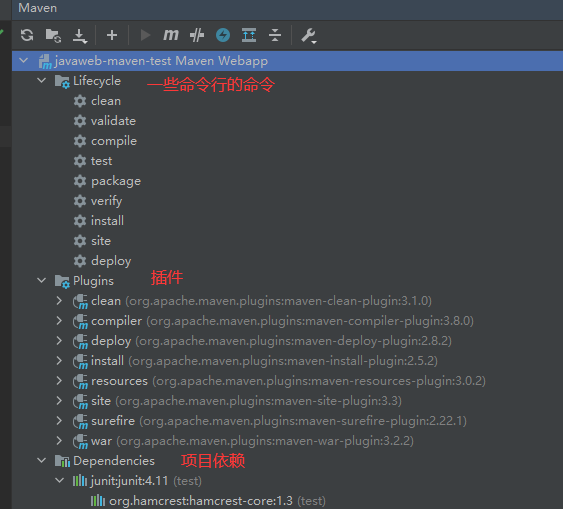 Maven
javaweb-maven-test Maven Webapp
Lifecycle 一些命令行的命令
clean
validate
compile
test
package
verify
install
site
deploy
Plugins 插件
clean (org.apache.maven.plugins:maven-clean-plugin:3.1.0)
compiler (org.apache.maven.plugins:maven-compiler-plugin:3.8.0)
deploy (org.apache.maven.plugins:maven-deploy-plugin:2.8.2)
install (org.apache.maven.plugins:maven-install-plugin:2.5.2)
resources (org.apache.maven.plugins:maven-resources-plugin:3.0.2)
site (org.apache.maven.plugins:maven-site-plugin:3.3)
surefire (org.apache.maven.plugins:maven-surefire-plugin:2.22.1)
war (org.apache.maven.plugins:maven-war-plugin:3.2.2)
Dependencies 项目依赖
junit:junit:4.11 (test)
org.hamcrest:hamcrest-core:1.3 (test)